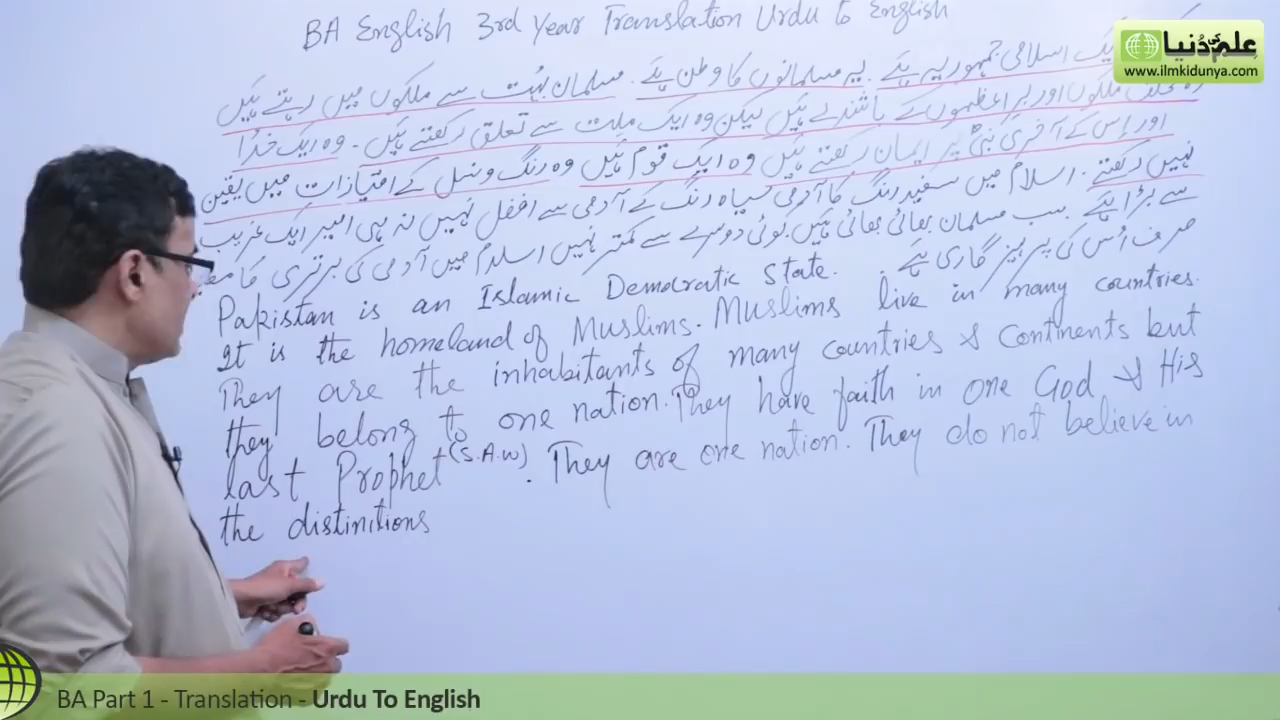 BA English 3rd Year Translation Urdu to English
علم کی دُنیا
www.ilmkidunya.com
اسلامی جمہوریہ ہے. یہ مسلمانوں کا وطن ہے. مسلمان بہت سے ملکوں میں رہتے ہیں
ملکوں اور براعظموں کے باشندے ہیں لیکن وہ ایک ملت سے تعلق رکھتے ہیں۔ وہ ایک خدا
اور اس کے آخری نبیؐ پر ایمان رکھتے ہیں وہ ایک قوم ہیں وہ رنگ و نسل کے امتیازات میں یقین
نہیں رکھتے. اسلام میں سفید رنگ کا آدمی سیاہ رنگ کے آدمی سے افضل نہیں نہ ہی امیر ایک غریب
سے بڑا ہے. سب مسلمان بھائی بھائی ہیں. کوئی دوسرے سے کمتر نہیں اسلام میں آدمی کی برتری کا
صرف اُس کی پرہیز گاری ہے
Pakistan is an Islamic Democratic State.
It is the homeland of Muslims. Muslims live in many countries.
They are the inhabitants of many countries & Continents but
they belong to one nation. They have faith in one God & His
last Prophet (S.A.W). They are one nation. They do not believe in
the distinitions
BA Part 1 - Translation - Urdu To English